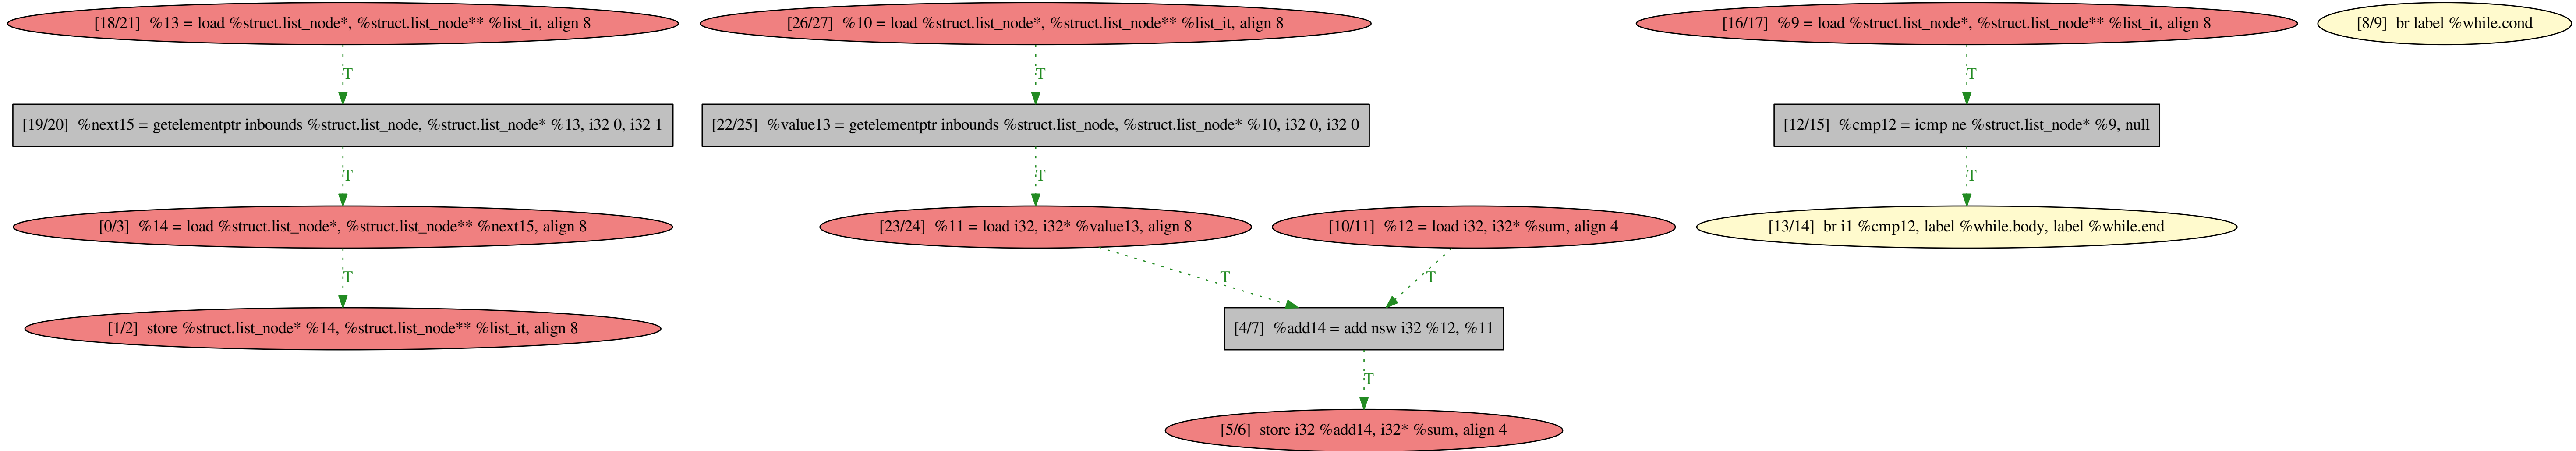 [18/21] %13 = load %struct.list_node*, %struct.list_node** %list_it, align 8
[26/27] %10 = load %struct.list_node*, %struct.list_node** %list_it, align 8
[16/17] %9 = load %struct.list_node*, %struct.list_node** %list_it, align 8
[8/9] br label %while.cond
T
T
T
[19/20] %next15 = getelementptr inbounds %struct.list_node, %struct.list_node* %13, i32 0, i32 1
[22/25] %value13 = getelementptr inbounds %struct.list_node, %struct.list_node* %10, i32 0, i32 0
[12/15] %cmp12 = icmp ne %struct.list_node* %9, null
T
T
T
[0/3] %14 = load %struct.list_node*, %struct.list_node** %next15, align 8
[23/24] %11 = load i32, i32* %value13, align 8
[10/11] %12 = load i32, i32* %sum, align 4
[13/14] br i1 %cmp12, label %while.body, label %while.end
T
T
T
[1/2] store %struct.list_node* %14, %struct.list_node** %list_it, align 8
[4/7] %add14 = add nsw i32 %12, %11
T
[5/6] store i32 %add14, i32* %sum, align 4